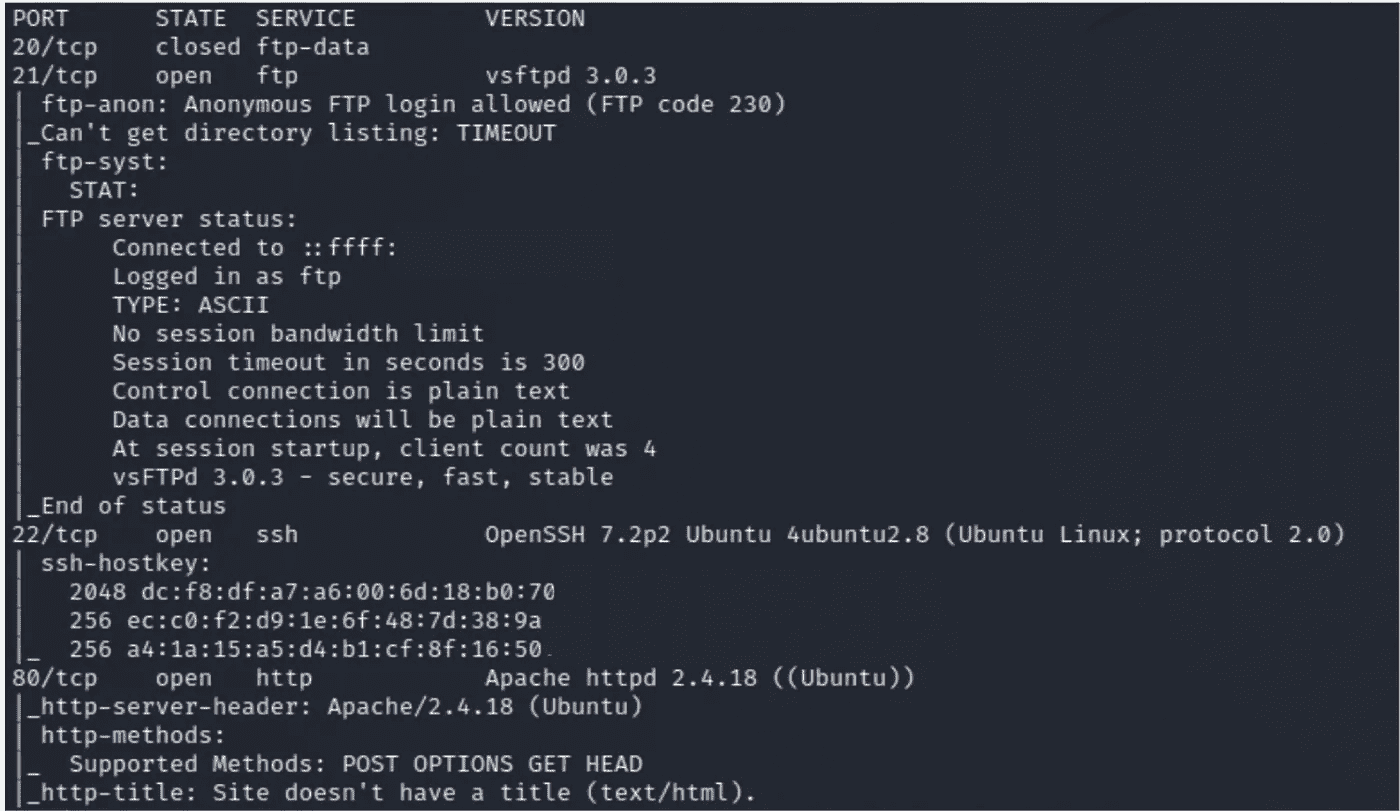 PORT STATE SERVICE VERSION
20/tcp closed ftp-data
21/tcp open ftp vsftpd 3.0.3
| ftp-anon: Anonymous FTP login allowed (FTP code 230)
|_Can't get directory listing: TIMEOUT
| ftp-syst:
| STAT:
| FTP server status:
| Connected to ::ffff:
| Logged in as ftp
| TYPE: ASCII
| No session bandwidth limit
| Session timeout in seconds is 300
| Control connection is plain text
| Data connections will be plain text
| At session startup, client count was 4
| vsFTPd 3.0.3 - secure, fast, stable
|_End of status
22/tcp open ssh OpenSSH 7.2p2 Ubuntu 4ubuntu2.8 (Ubuntu Linux; protocol 2.0)
| ssh-hostkey:
| 2048 dc:f8:df:a7:a6:00:6d:18:b0:70
| 256 ec:c0:f2:d9:1e:6f:48:7d:38:9a
|_ 256 a4:1a:15:a5:d4:b1:cf:8f:16:50
80/tcp open http Apache httpd 2.4.18 ((Ubuntu))
|_http-server-header: Apache/2.4.18 (Ubuntu)
| http-methods:
|_ Supported Methods: POST OPTIONS GET HEAD
|_http-title: Site doesn't have a title (text/html).